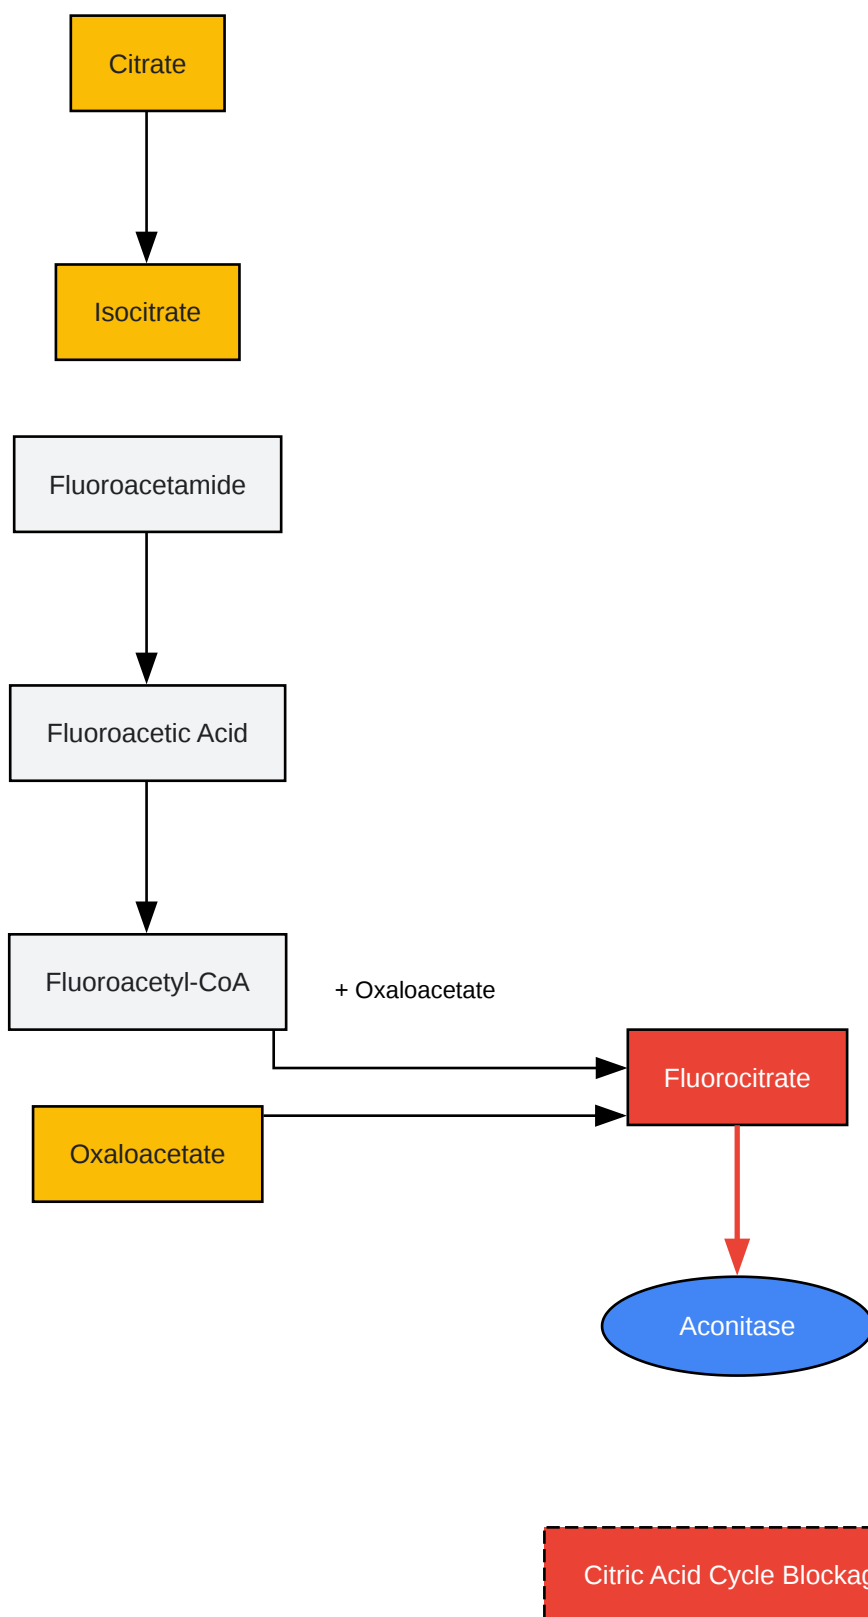 Citrate
Isocitrate
Fluoroacetamide
Fluoroacetic Acid
Fluoroacetyl-CoA
+ Oxaloacetate
Fluorocitrate
Oxaloacetate
Aconitase
Citric Acid Cycle